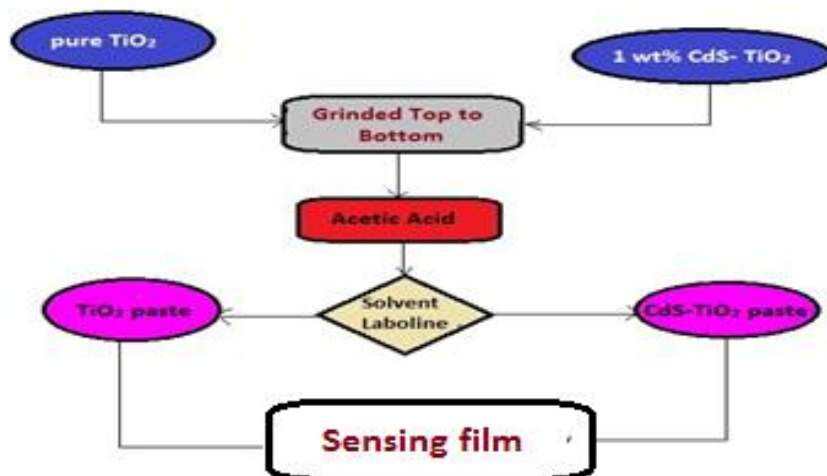 pure TiO₂
1 wt% CdS- TiO₂
Grinded Top to
Bottom
Acetic Acid
Solvent
Laboline
TiO₂ paste
CdS-TiO₂ paste
Sensing film